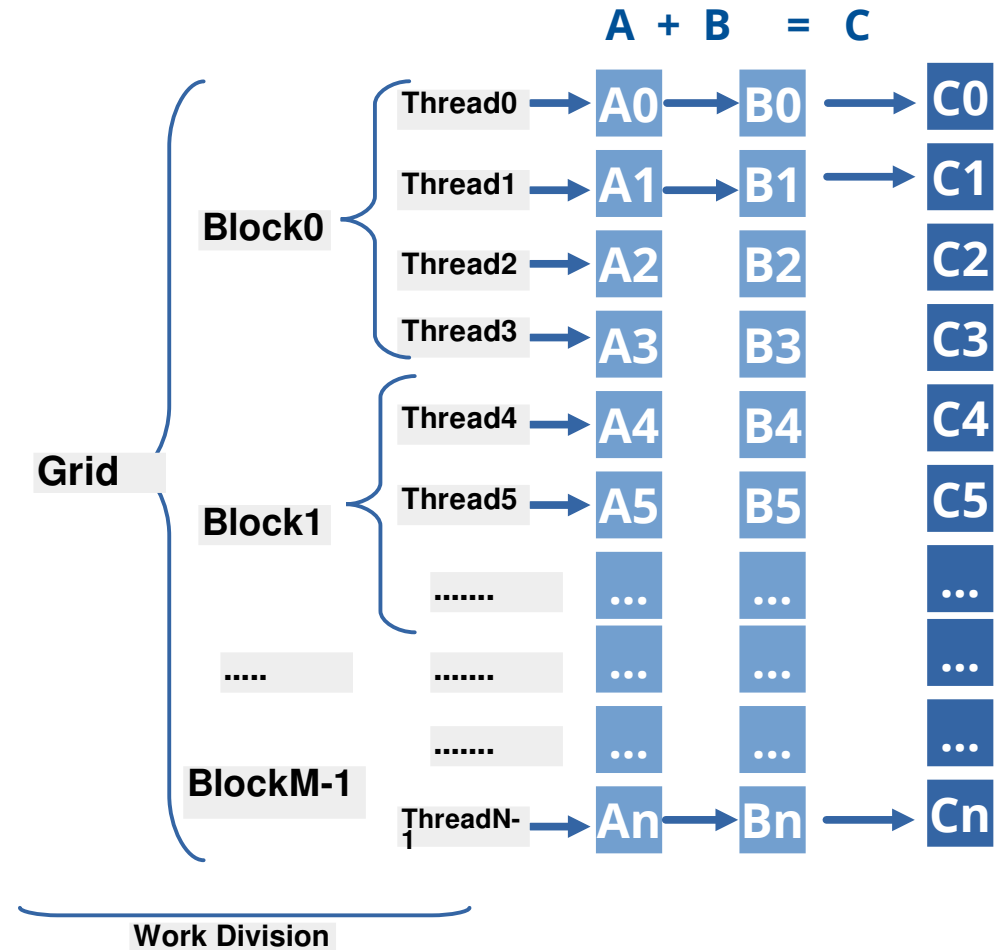 A + B = C
Thread0 A0 B0 C0
Thread1 A1 B1 C1
Block0
Thread2 A2 B2 C2
Thread3 A3 B3 C3
Thread4 A4 B4 C4
Grid
Thread5 A5 B5 C5
Block1
....... ... ... ...
..... ....... ... ... ...
....... ... ... ...
BlockM-1
ThreadN-
1 An Bn Cn
Work Division